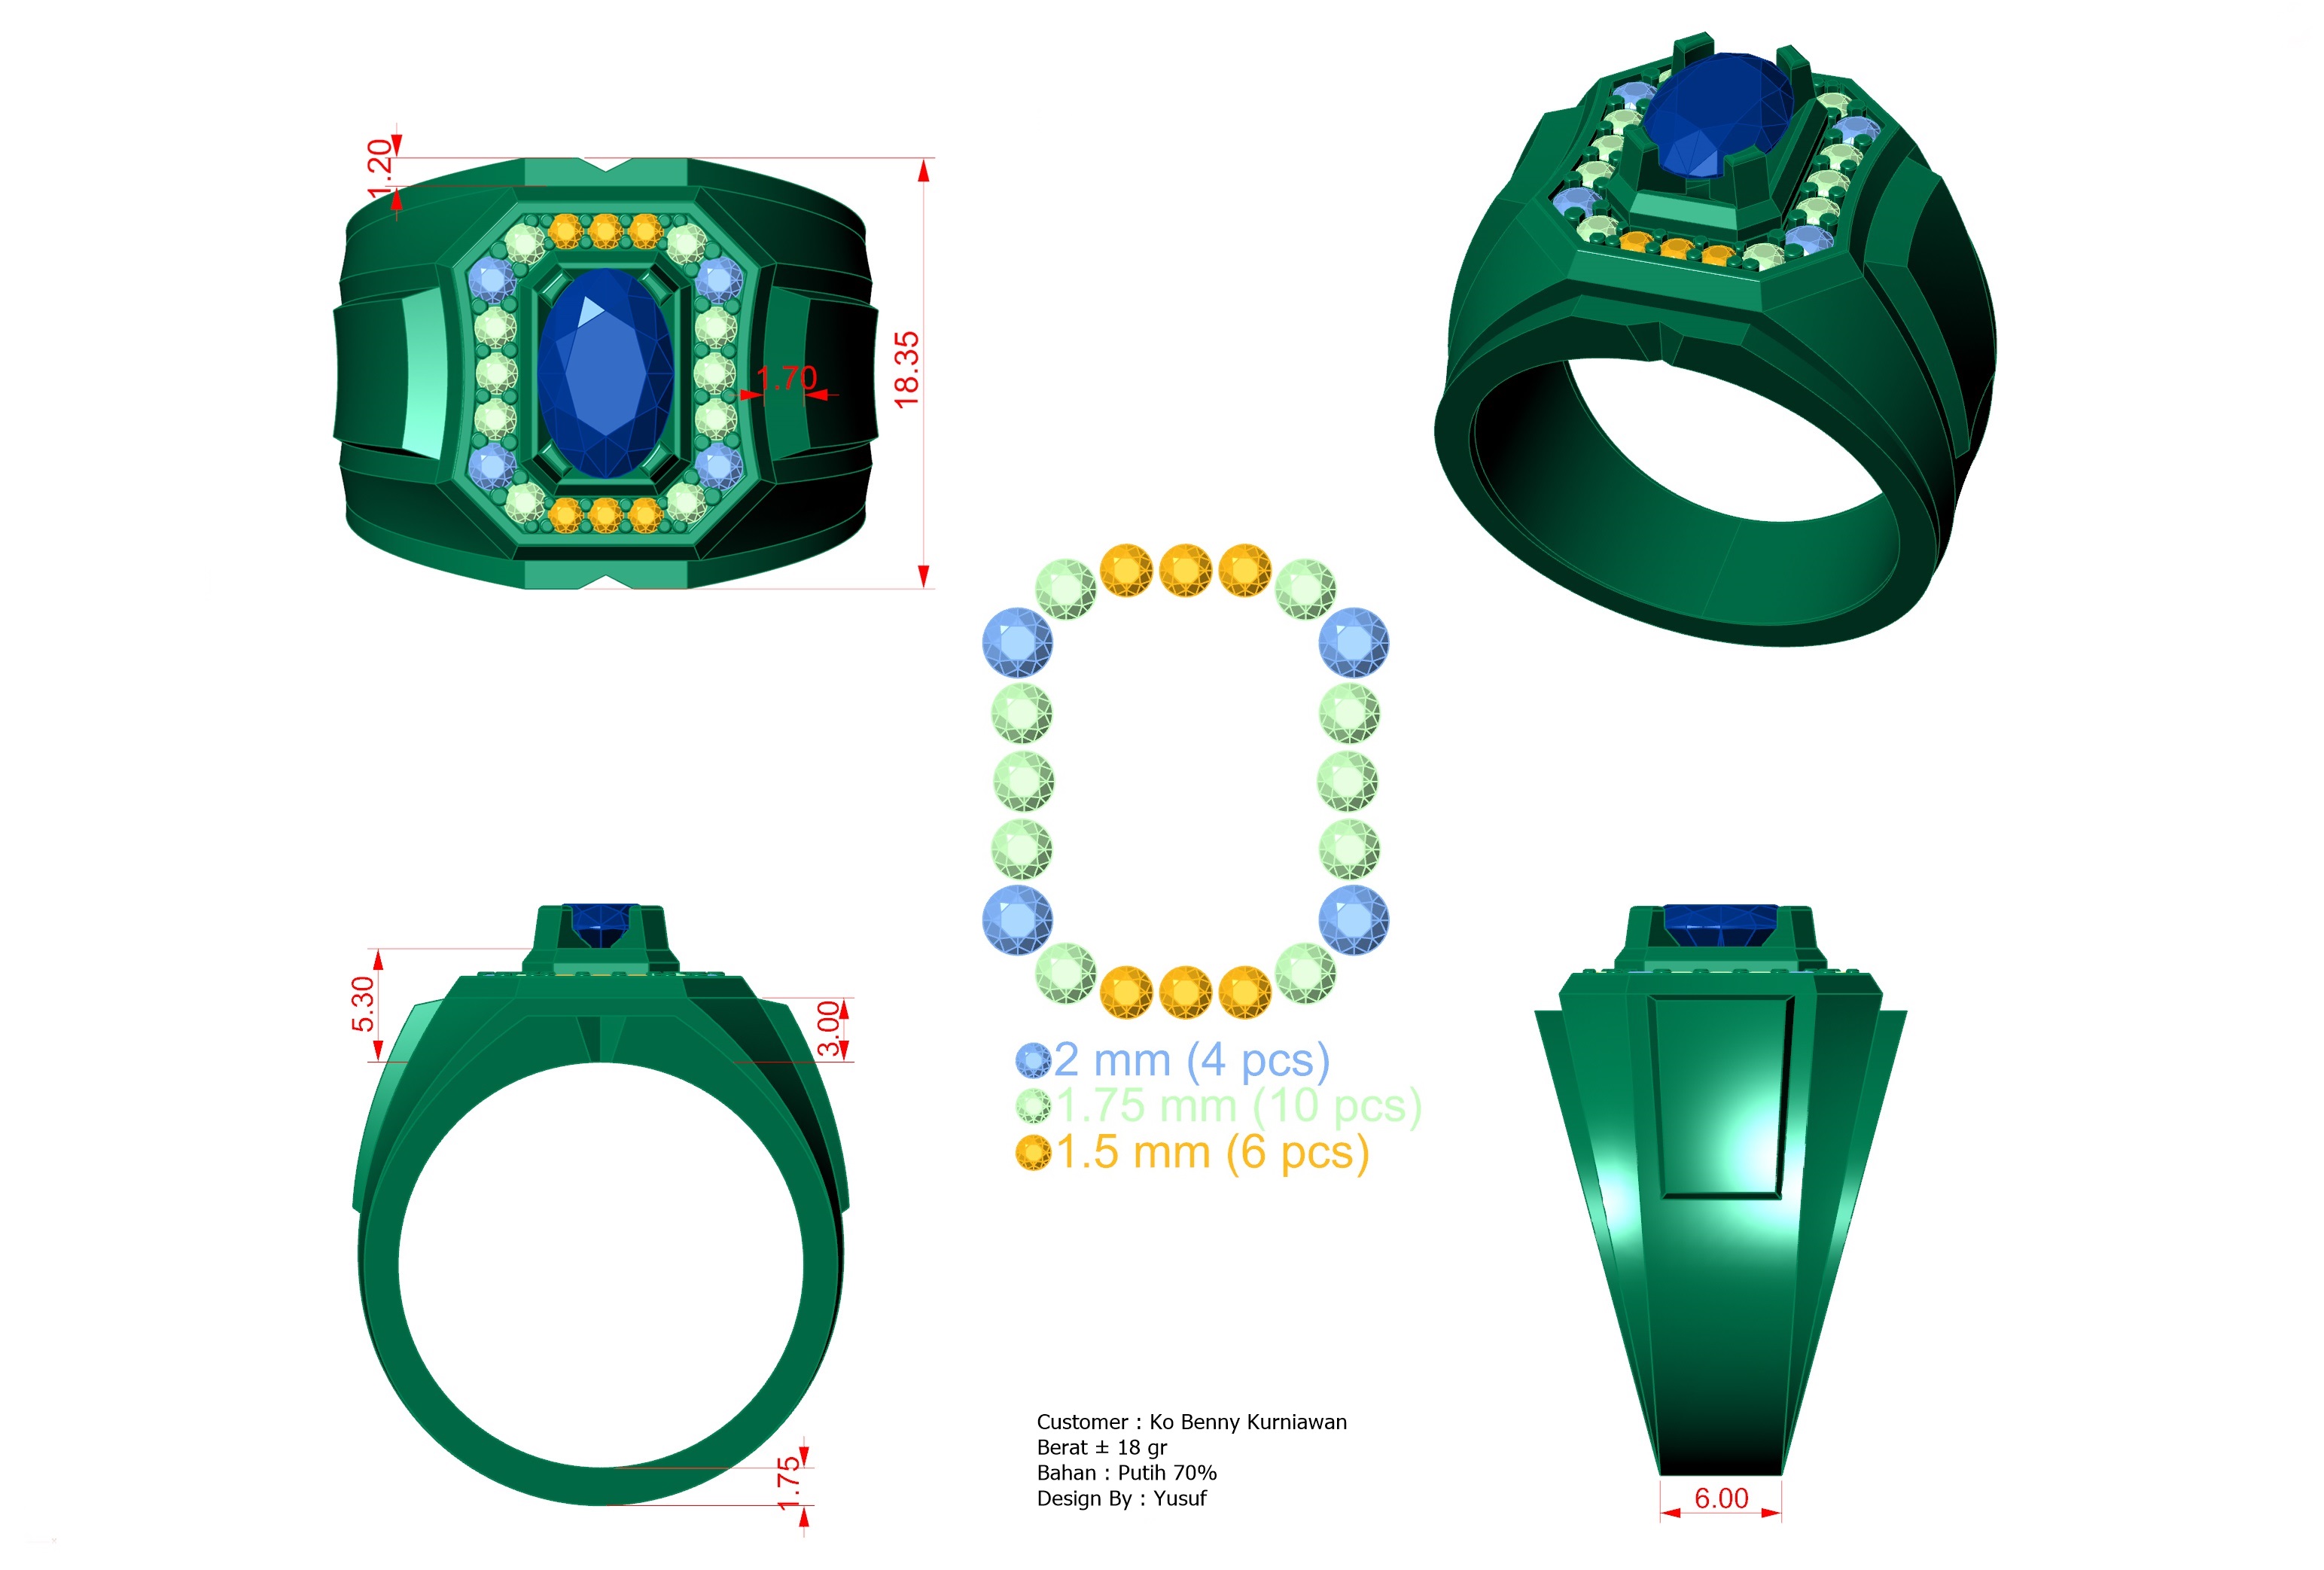 1.20
18.35
1.70
5.30
3.00
1.75
2 mm (4 pcs)
1.75 mm (10 pcs)
1.5 mm (6 pcs)
Customer : Ko Benny Kurniawan
Berat ± 18 gr
Bahan : Putih 70%
Design By : Yusuf
6.00